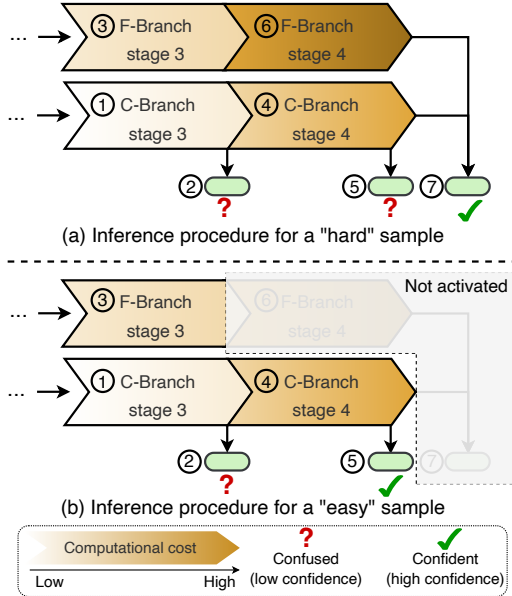 ③ F-Branch ⑥ F-Branch
... stage 3 stage 4
① C-Branch ④ C-Branch
... stage 3 stage 4
② ⑤ ⑦
? ?
(a) Inference procedure for a "hard" sample
Not activated
③ F-Branch ⑥ F-Branch
... stage 3 stage 4
① C-Branch ④ C-Branch
... stage 3 stage 4
② ⑤ ⑦
?
(b) Inference procedure for a "easy" sample
Computational cost
Low High
?
Confused
(low confidence)
Confident
(high confidence)